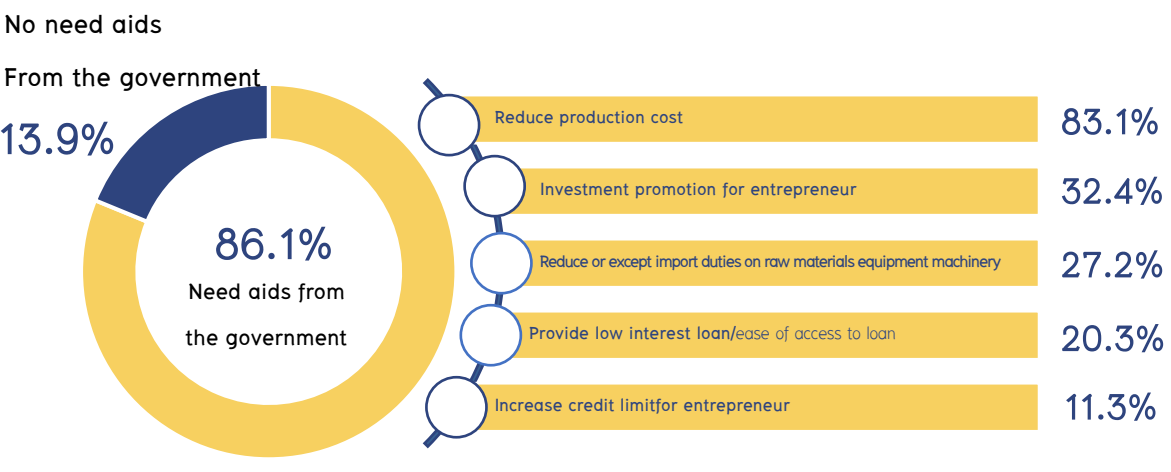 No need aids
From the government
13.9%
86.1%
Need aids from
the government
Reduce production cost
83.1%
Investment promotion for entrepreneur
32.4%
Reduce or except import duties on raw materials equipment machinery
27.2%
Provide low interest loan/ease of access to loan
20.3%
Increase credit limitfor entrepreneur
11.3%